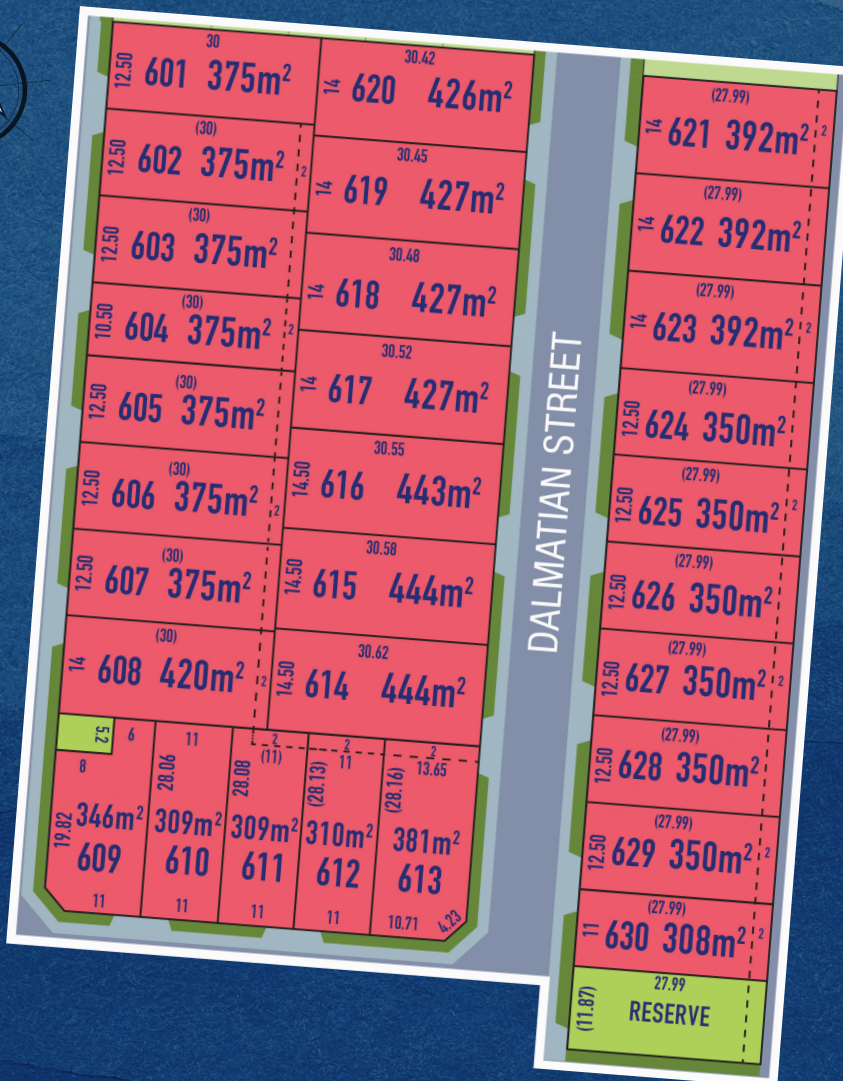 30
12.50 601 375m²
(30)
12.50 602 375m² 2
(30)
12.50 603 375m²
(30)
10.50 604 375m² 2
(30)
12.50 605 375m²
(30)
12.50 606 375m² 2
(30)
12.50 607 375m²
(30)
14 608 420m² 2
30.42
14 620 426m²
30.45
14 619 427m²
30.48
14 618 427m²
30.52
14 617 427m²
30.55
14.50 616 443m²
30.58
14.50 615 444m²
30.62
14.50 614 444m²
5.2
6
8
19.82
346m²
609
11
11
28.06
309m²
610
11
2
(11)
28.08
309m²
611
11
2
11
(28.13)
310m²
612
11
2
13.65
(28.16)
381m²
613
10.71
4.23
DALMATIAN STREET
(27.99)
14 621 392m² 2
(27.99)
14 622 392m²
(27.99)
14 623 392m² 2
(27.99)
12.50 624 350m²
(27.99)
12.50 625 350m² 2
(27.99)
12.50 626 350m²
(27.99)
12.50 627 350m² 2
(27.99)
12.50 628 350m²
(27.99)
12.50 629 350m² 2
(27.99)
11 630 308m² 2
27.99
(11.87)
RESERVE